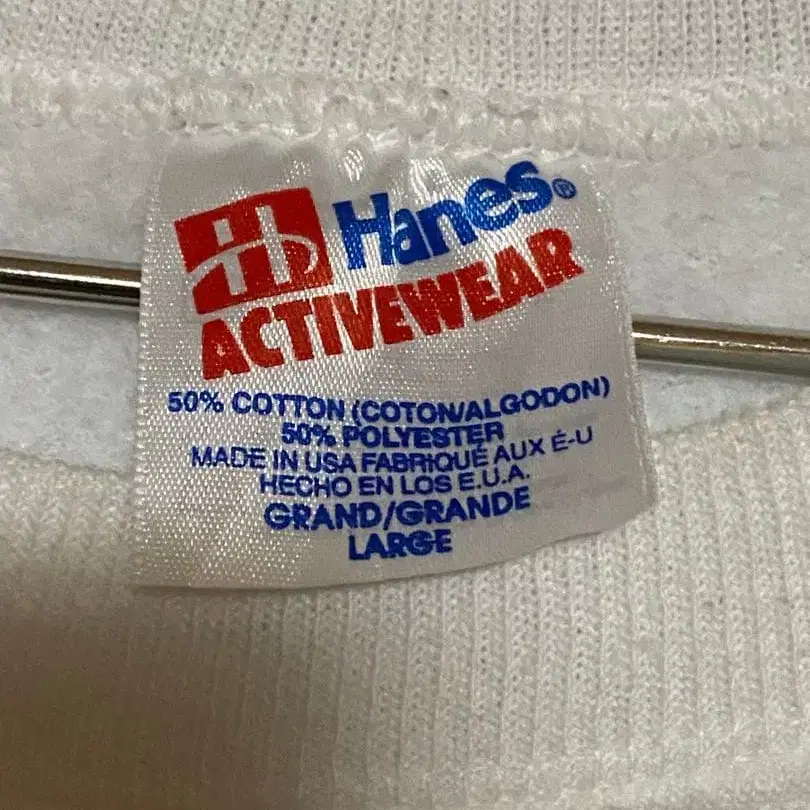 Hanes®
ACTIVEWEAR
50% COTTON (COTON/ALGODON)
50% POLYESTER
MADE IN USA FABRIQUÉ AUX É-U
HECHO EN LOS E.U.A.
GRAND/GRANDE
LARGE